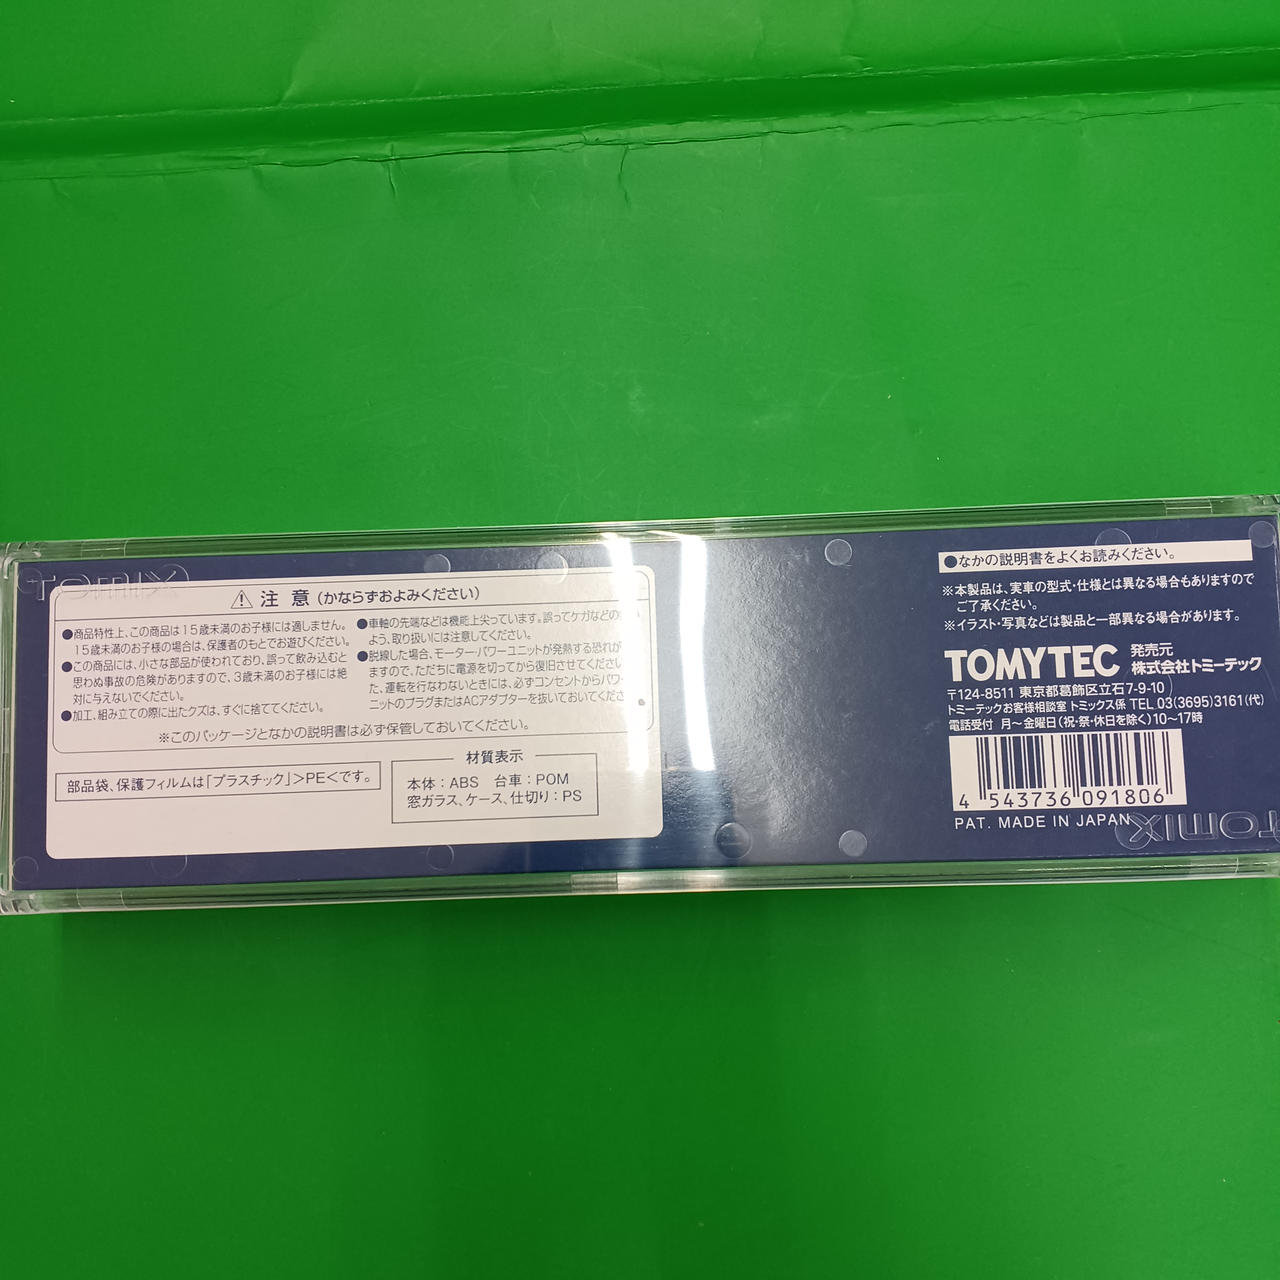 TOMIX
⚠ 注意(かならずおよみください)
●商品特性上、この商品は15歳未満のお子様には適しません。
15歳未満のお子様の場合は、保護者のもとでお遊びください。
●この商品には、小さな部品が使われており、誤って飲み込むと
思わぬ事故の危険がありますので、3歳未満のお子様には絶
対に与えないでください。
●加工、組み立ての際に出たクズは、すぐに捨ててください。
●車軸の先端などは機能上尖っています。誤ってケガなどの
よう、取り扱いには注意してください。
●脱線した場合、モーター・パワーユニットが発熱する恐れが
ますので、ただちに電源を切ってから復旧させてください
た、運転を行なわないときには、必ずコンセントからパワ
ニットのプラグまたはACアダプターを抜いておいてくださ
※このパッケージとなかの説明書は必ず保管しておいてください。
部品袋、保護フィルムは「プラスチック」>PE<です。
材質表示
本体:ABS 台車:POM
窓ガラス、ケース、仕切り:PS
●なかの説明書をよくお読みください。
※本製品は、実車の型式・仕様とは異なる場合もありますので
ご了承ください。
※イラスト・写真などは製品と一部異なる場合があります。
TOMYTEC 発売元 株式会社トミーテック
〒124-8511 東京都葛飾区立石7-9-10
トミーテックお客様相談室 トミックス係 TEL 03(3695)3161(代)
電話受付 月〜金曜日(祝・祭・休日を除く)10〜17時
4 543736 091806
PAT. MADE IN JAPAN
TOMIX